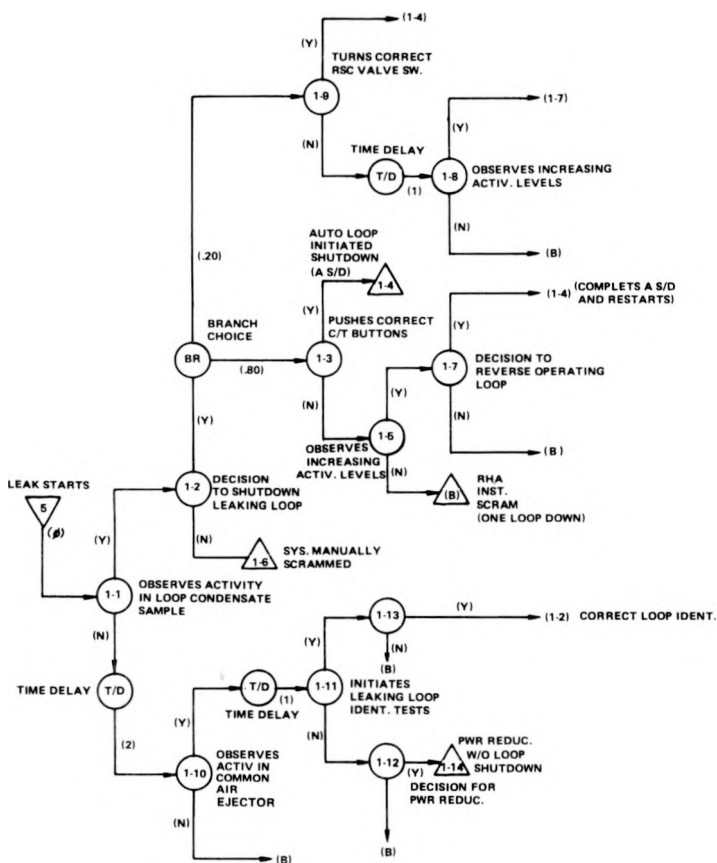 (1-4)
(Y)
TURNS CORRECT
RSC VALVE SW.
1-9
(1-7)
(Y)
(N)
TIME DELAY
T/D
(1)
1-8
OBSERVES INCREASING
ACTIV. LEVELS
(N)
(B)
AUTO LOOP
INITIATED
SHUTDOWN
(A S/D)
1-4
(.20)
(Y)
(1-4) (COMPLETES A S/D
AND RESTARTS)
BRANCH
CHOICE
PUSHES CORRECT
C/T BUTTONS
(Y)
BR
(.80)
1-3
1-7
DECISION TO
REVERSE OPERATING
LOOP
(Y)
(N)
(N)
(Y)
1-5
OBSERVES
INCREASING
ACTIV. LEVELS
(B)
(N)
LEAK STARTS
1-2
DECISION
TO SHUTDOWN
LEAKING LOOP
(B)
RHA
INST.
SCRAM
(ONE LOOP DOWN)
5
(ø)
(Y)
(N)
1-6
SYS. MANUALLY
SCRAMMED
1-1
OBSERVES ACTIVITY
IN LOOP CONDENSATE
SAMPLE
(N)
1-13
(Y)
(1-2) CORRECT LOOP IDENT.
(Y)
(N)
(B)
TIME DELAY
T/D
T/D
(1)
1-11
INITIATES
LEAKING LOOP
IDENT. TESTS
TIME DELAY
(Y)
(2)
(N)
1-10
OBSERVES
ACTIV IN
COMMON
AIR
EJECTOR
1-12
(Y)
1-14
PWR REDUC.
W/O LOOP
SHUTDOWN
DECISION FOR
PWR REDUC.
(N)
(B)
(B)